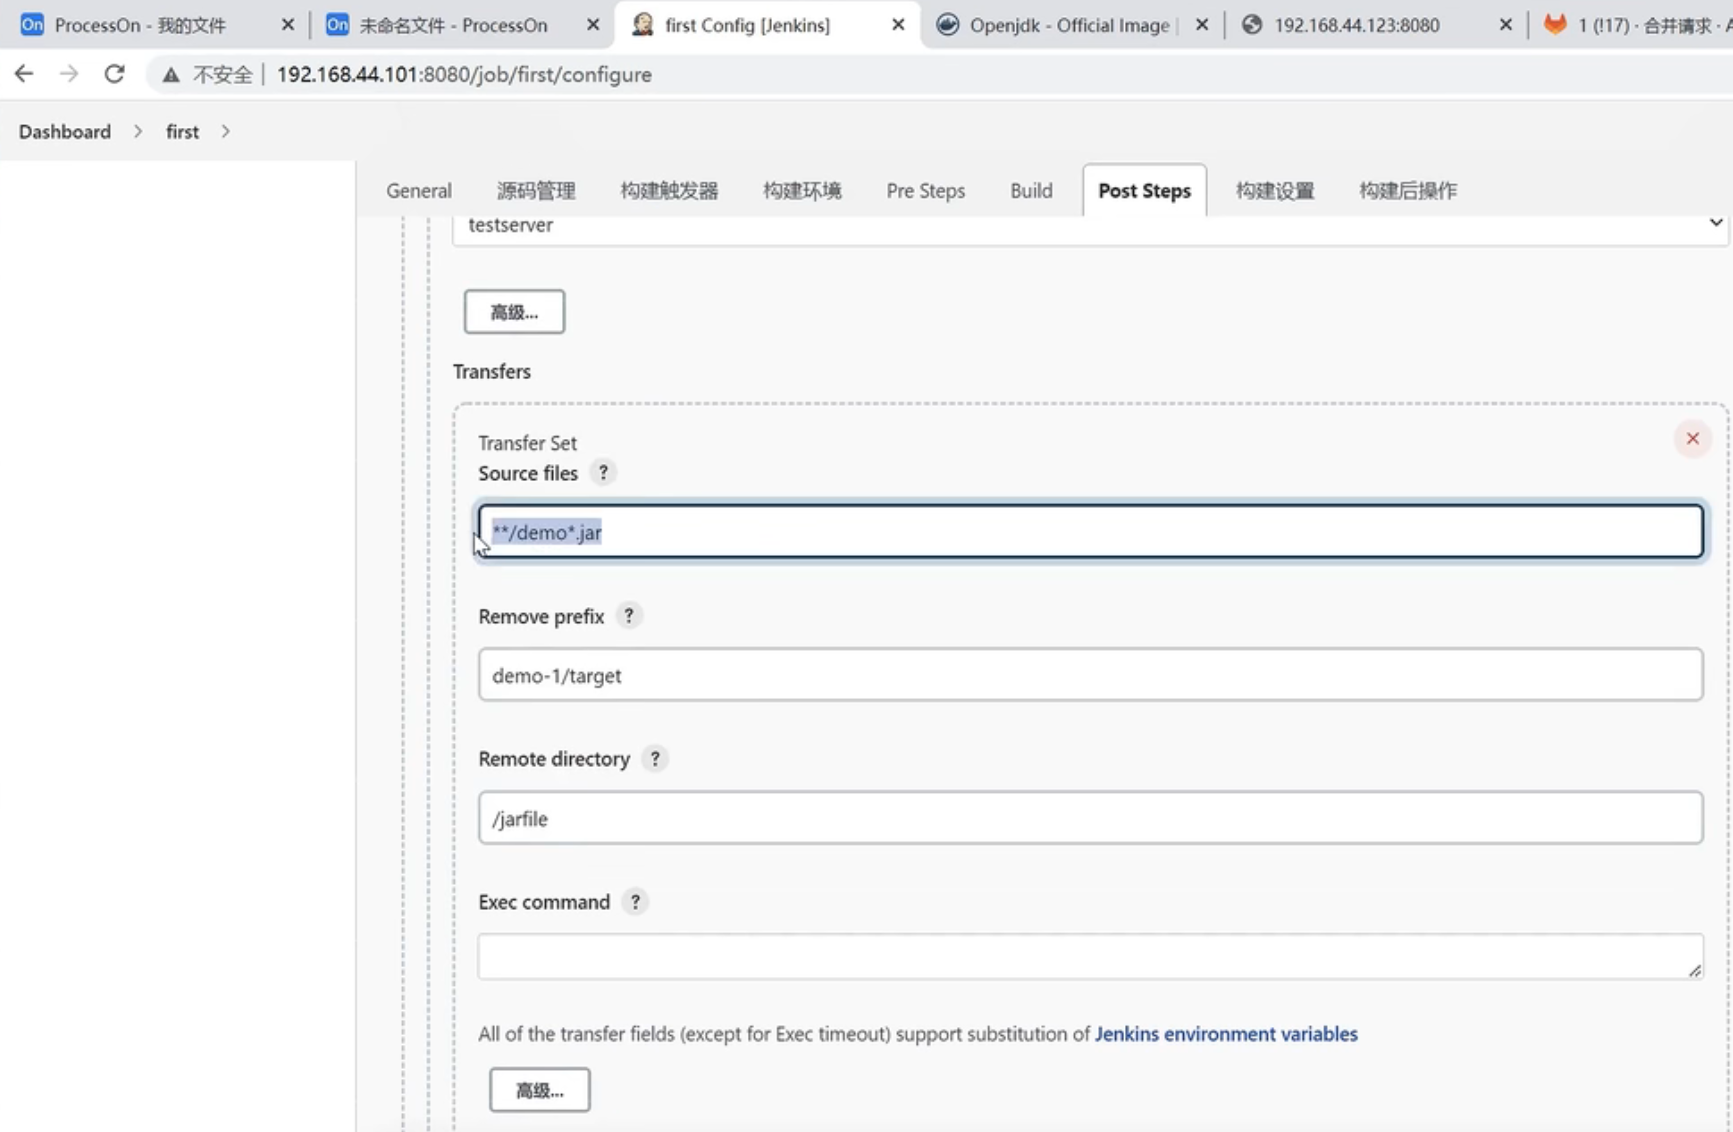 On ProcessOn - 我的文件
On 未命名文件 - ProcessOn
first Config [Jenkins]
Openjdk - Official Image
192.168.44.123:8080
1 (!17) · 合并请求 ·
不安全 | 192.168.44.101:8080/job/first/configure
Dashboard > first >
General 源码管理 构建触发器 构建环境 Pre Steps Build Post Steps 构建设置 构建后操作
testserver
高级...
Transfers
Transfer Set
Source files ?
**/demo*.jar
Remove prefix ?
demo-1/target
Remote directory ?
/jarfile
Exec command ?
All of the transfer fields (except for Exec timeout) support substitution of Jenkins environment variables
高级...